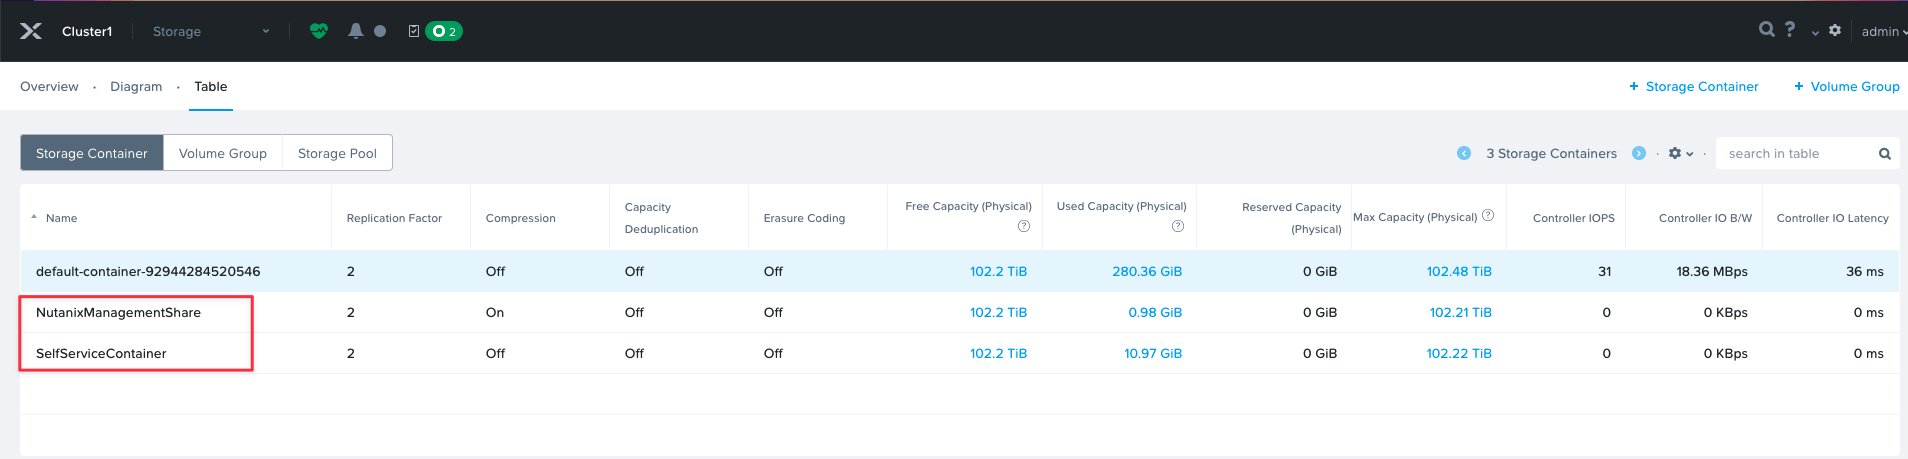 Cluster1 Storage 2 ? admin
Overview · Diagram · Table + Storage Container + Volume Group
Storage Container Volume Group Storage Pool 3 Storage Containers · · search in table
Name Replication Factor Compression Capacity Deduplication Erasure Coding Free Capacity (Physical) ? Used Capacity (Physical) ? Reserved Capacity (Physical) Max Capacity (Physical) ? Controller IOPS Controller IO B/W Controller IO Latency
default-container-92944284520546 2 Off Off Off 102.2 TiB 280.36 GiB 0 GiB 102.48 TiB 31 18.36 MBps 36 ms
NutanixManagementShare 2 On Off Off 102.2 TiB 0.98 GiB 0 GiB 102.21 TiB 0 0 KBps 0 ms
SelfServiceContainer 2 Off Off Off 102.2 TiB 10.97 GiB 0 GiB 102.22 TiB 0 0 KBps 0 ms